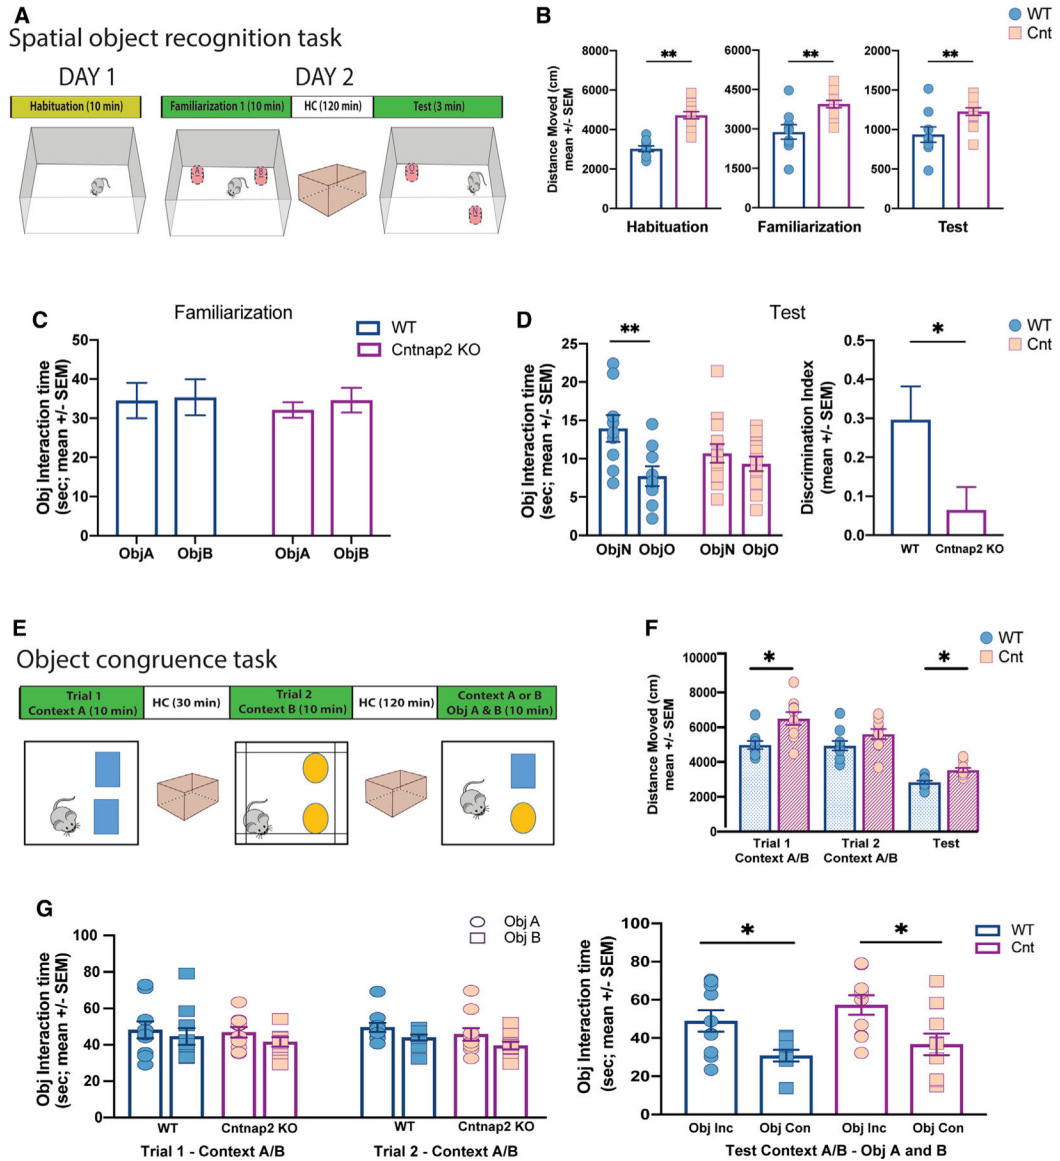 A
Spatial object recognition task
DAY 1
DAY 2
Habituation (10 min)
Familiarization 1 (10 min)
HC (120 min)
Test (3 min)
A
B
O
N
B
WT
Cnt
Distance Moved (cm)
mean +/- SEM
8000
6000
4000
2000
0
**
Habituation
6000
4500
3000
1500
0
**
Familiarization
2000
1500
1000
500
0
**
Test
C
Familiarization
WT
Cntnap2 KO
Obj Interaction time
(sec; mean +/- SEM)
50
40
30
20
10
0
ObjA
ObjB
ObjA
ObjB
D
Test
WT
Cnt
Obj Interaction time
(sec; mean +/- SEM)
25
20
15
10
5
0
**
ObjN
ObjO
ObjN
ObjO
Discrimination Index
(mean +/- SEM)
0.5
0.4
0.3
0.2
0.1
0.0
*
WT
Cntnap2 KO
E
Object congruence task
Trial 1
Context A (10 min)
HC (30 min)
Trial 2
Context B (10 min)
HC (120 min)
Context A or B
Obj A & B (10 min)
F
WT
Cnt
Distance Moved (cm)
mean +/- SEM
10000
8000
6000
4000
2000
0
*
*
Trial 1
Context A/B
Trial 2
Context A/B
Test
G
Obj A
Obj B
Obj Interaction time
(sec; mean +/- SEM)
100
80
60
40
20
0
WT
Cntnap2 KO
WT
Cntnap2 KO
Trial 1 - Context A/B
Trial 2 - Context A/B
WT
Cnt
Obj Interaction time
(sec; mean +/- SEM)
100
80
60
40
20
0
*
*
Obj Inc
Obj Con
Obj Inc
Obj Con
Test Context A/B - Obj A and B